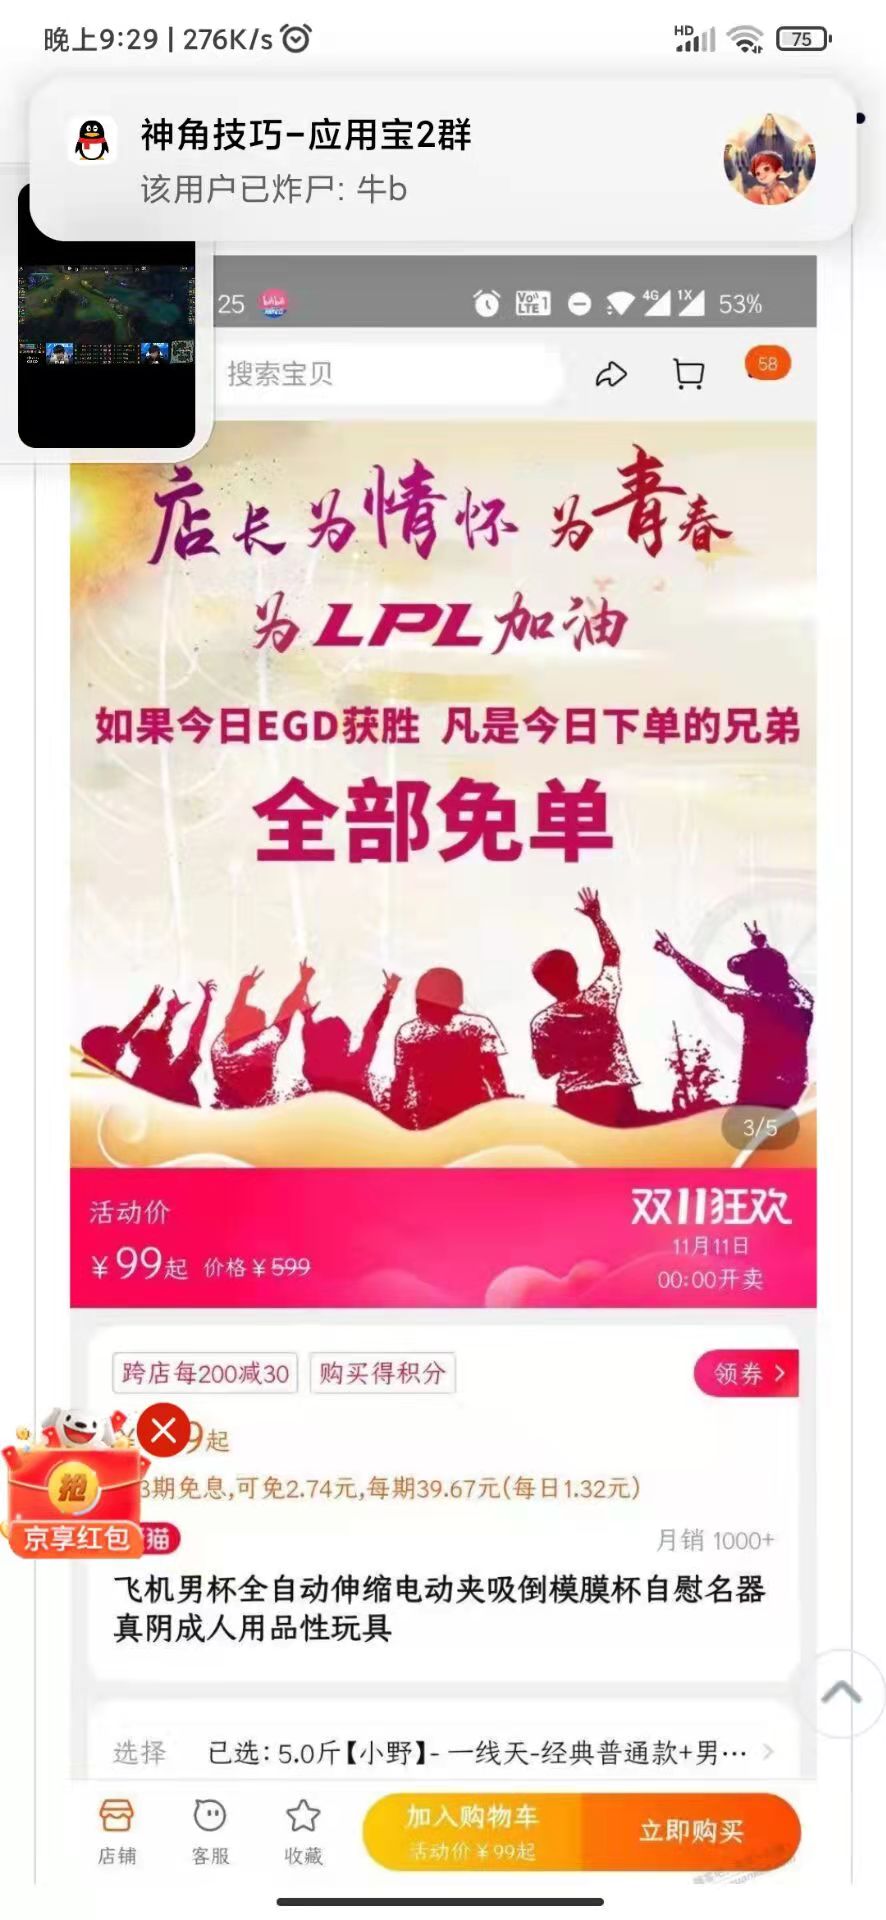 晚上9:29 | 276K/s
HD
75
神角技巧-应用宝2群
该用户已炸尸: 牛b
25
4G
1X
53%
搜索宝贝
58
店长为情怀 为青春
为LPL加油
如果今日EGD获胜 凡是今日下单的兄弟
全部免单
3/5
活动价
¥99起 价格¥599
双11狂欢
11月11日
00:00开卖
跨店每200减30
购买得积分
领券 >
9起
3期免息,可免2.74元,每期39.67元(每日1.32元)
抢
京享红包
猫
月销 1000+
飞机男杯全自动伸缩电动夹吸倒模膜杯自慰名器
真阴成人用品性玩具
选择
已选: 5.0斤【小野】- 一线天-经典普通款+男…
店铺
客服
收藏
加入购物车
活动价¥99起
立即购买